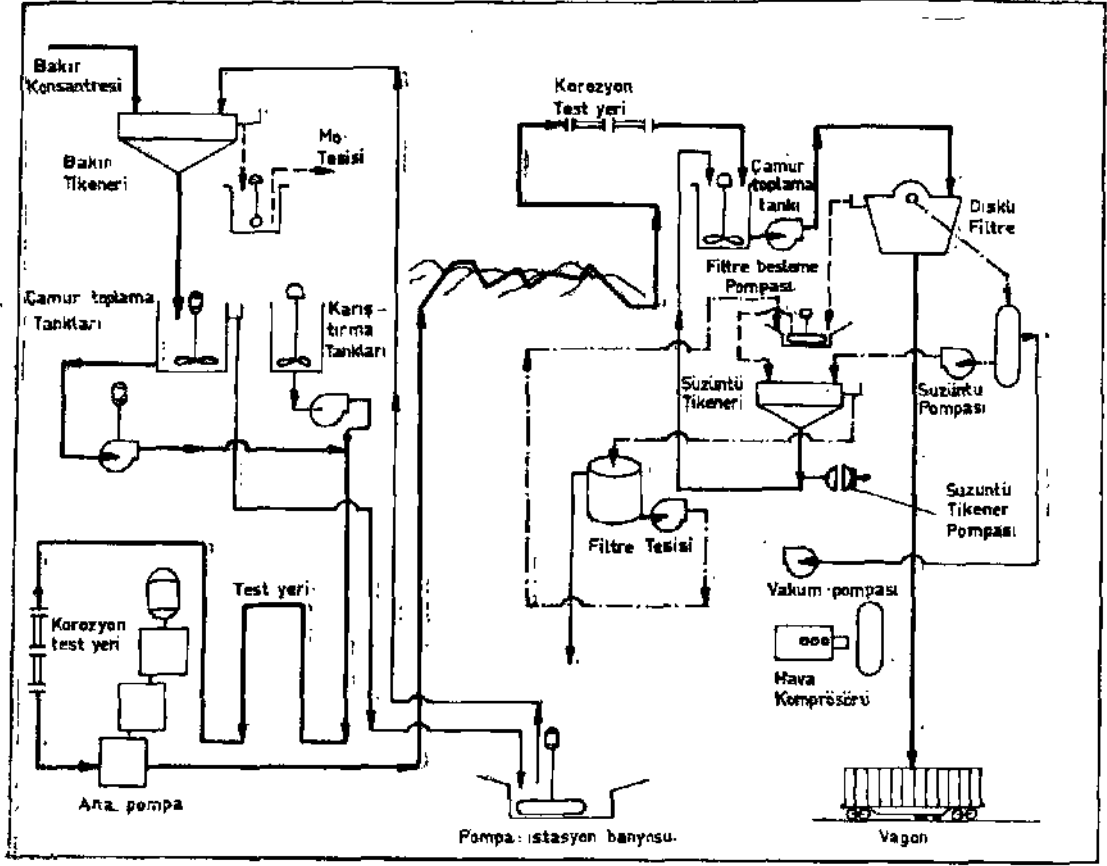 Bakır
Konsantresi
Bakır
Tikeneri
Mo-
Tesisi
Çamur toplama
Tankları
Karış-
tırma
Tankları
Korozyon
Test yeri
Çamur
toplama
tankı
Diskli
Filtre
Filtre besleme
Pompası
Süzüntü
Tikeneri
Süzüntü
Pompası
Süzüntü
Tikener
Pompası
Filtre Tesisi
Vakum pompası
Hava
Komprösörü
Test yeri
Korozyon
test yeri
Ana pompa
Pompa istasyon banyosu.
Vagon